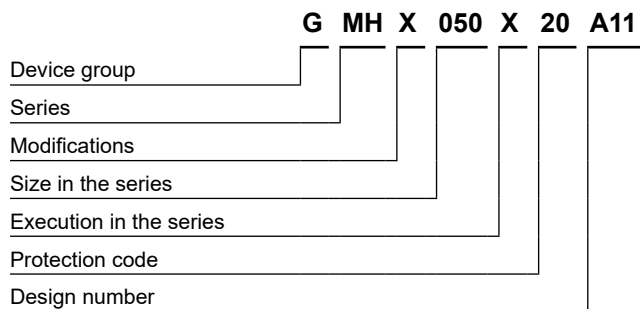 G MH X 050 X 20 A11
Device group
Series
Modifications
Size in the series
Execution in the series
Protection code
Design number